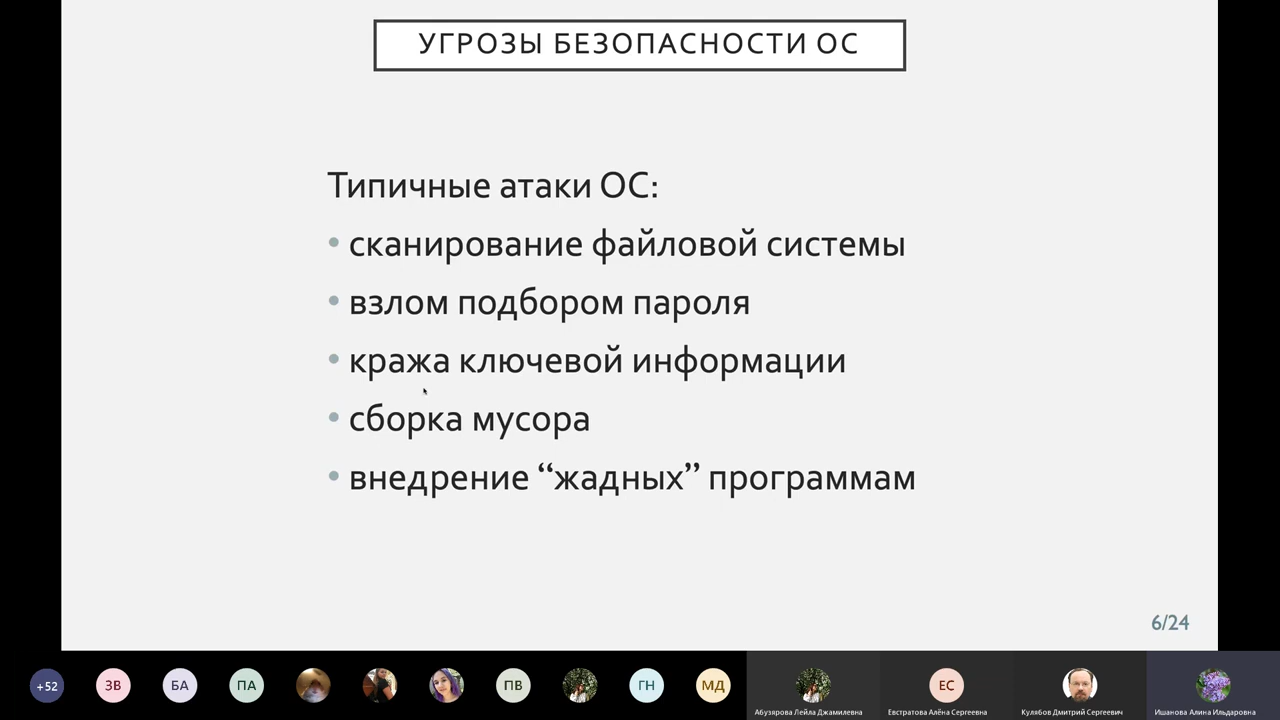 УГРОЗЫ БЕЗОПАСНОСТИ ОС
Типичные атаки ОС:
• сканирование файловой системы
• взлом подбором пароля
• кража ключевой информации
• сборка мусора
• внедрение “жадных” программам
6/24
+52
ЗВ
БА
ПА
ПВ
ГН
МД
Абузярова Лейла Джамилевна
ЕС
Евстратова Алёна Сергеевна
Кулябов Дмитрий Сергеевич
Ишанова Алина Ильдаровна